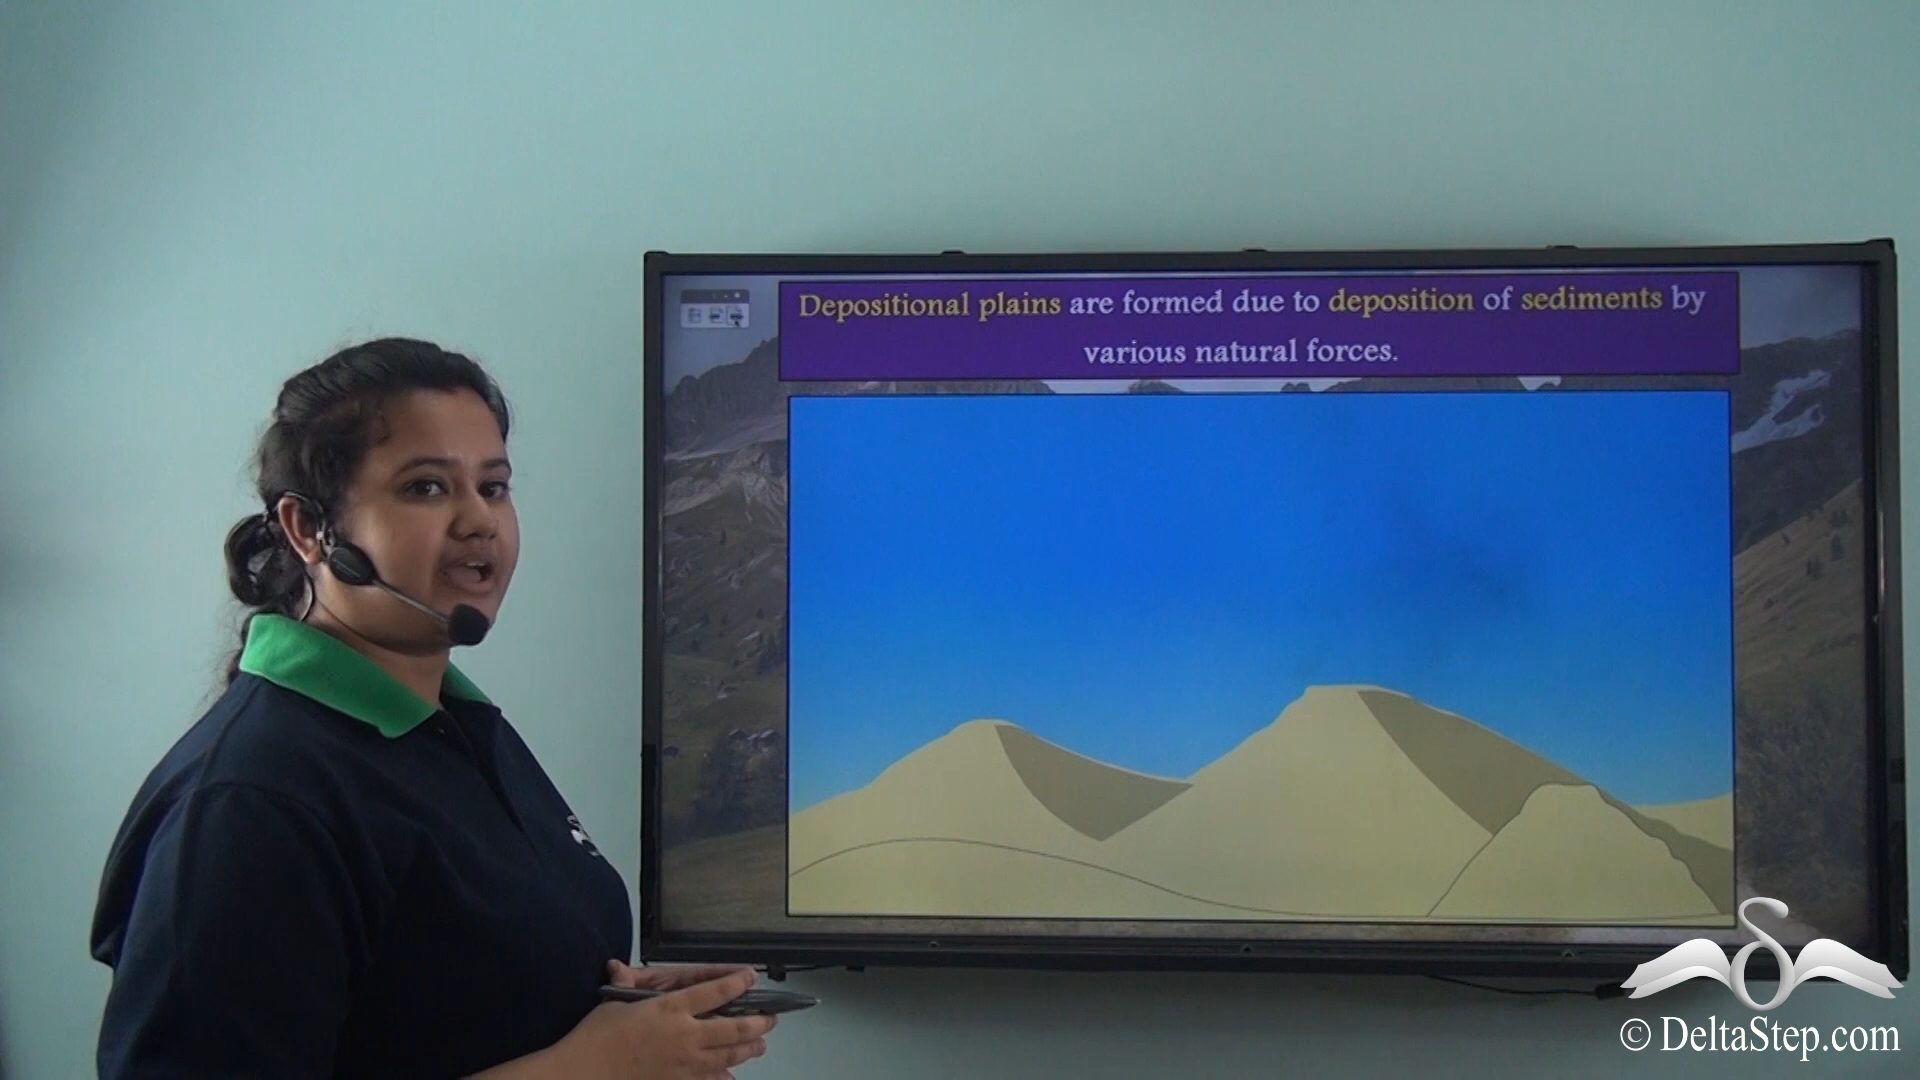 Depositional plains are formed due to deposition of sediments by
various natural forces.
© DeltaStep.com